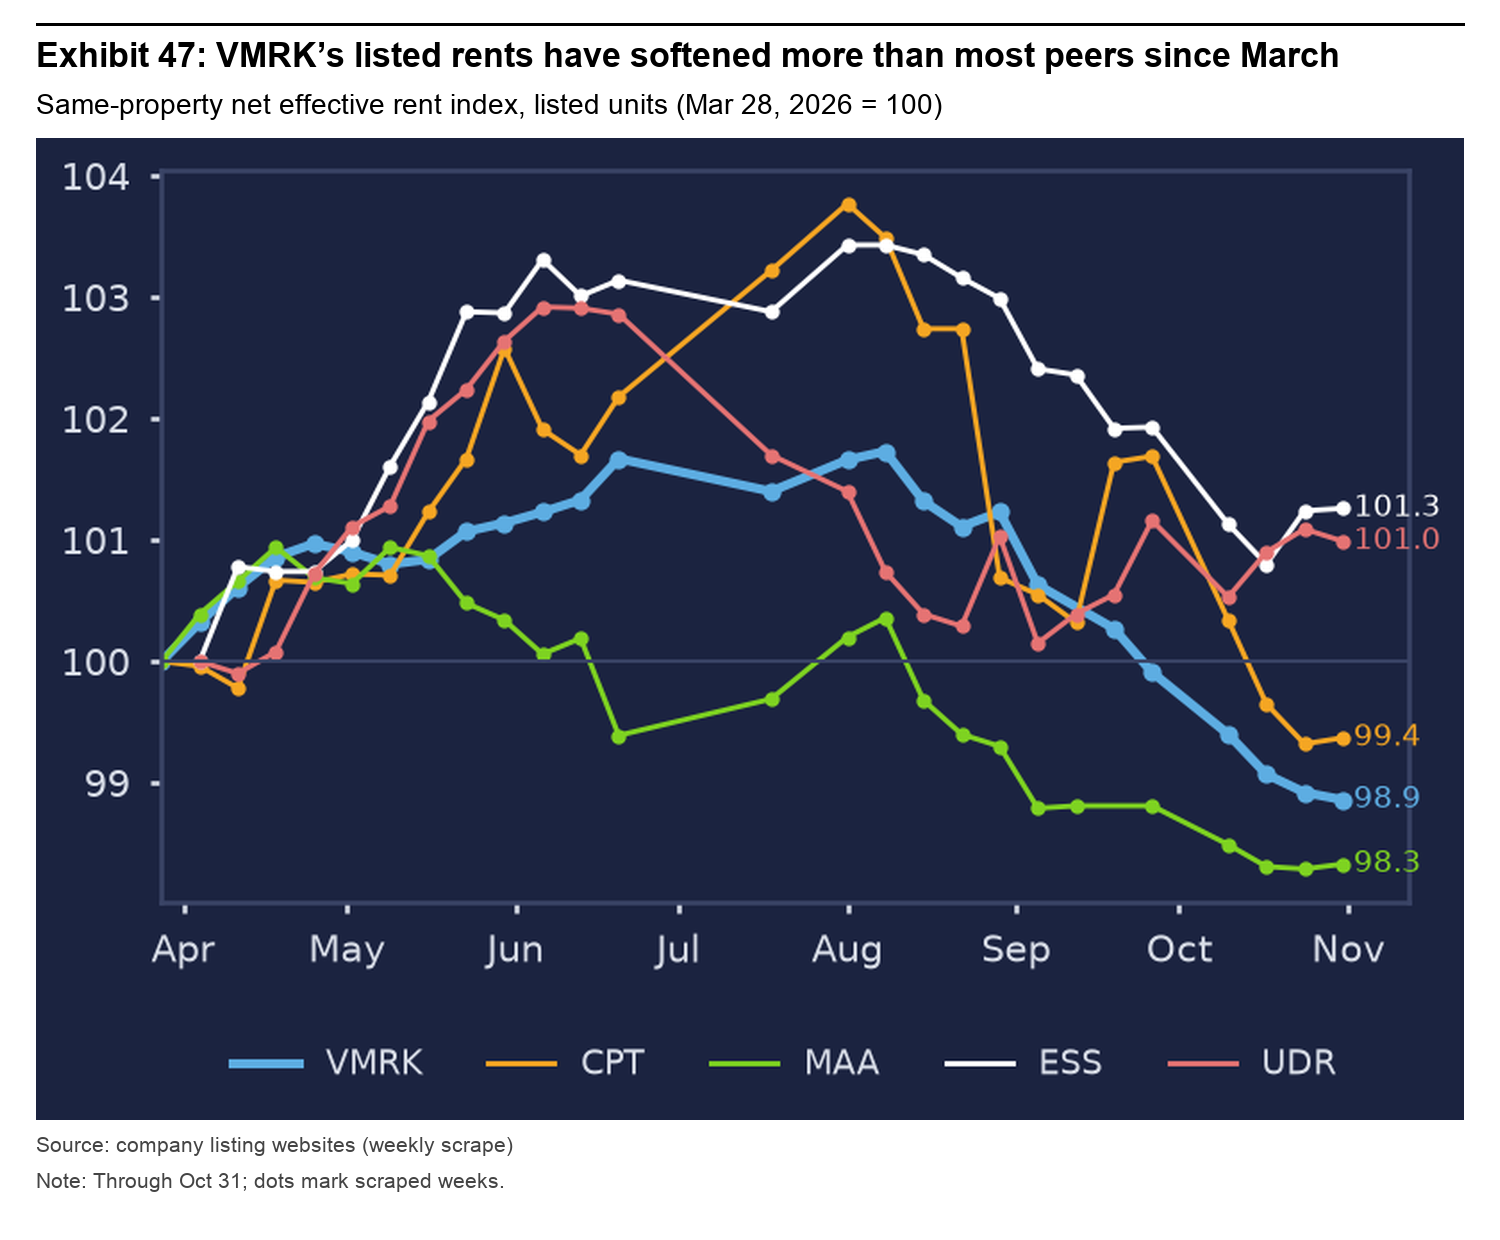 Exhibit 47: VMRK’s listed rents have softened more than most peers since March
Same-property net effective rent index, listed units (Mar 28, 2026 = 100)
104
103
102
101
100
99
101.3
101.0
99.4
98.9
98.3
Apr May Jun Jul Aug Sep Oct Nov
VMRK CPT MAA ESS UDR
Source: company listing websites (weekly scrape)
Note: Through Oct 31; dots mark scraped weeks.